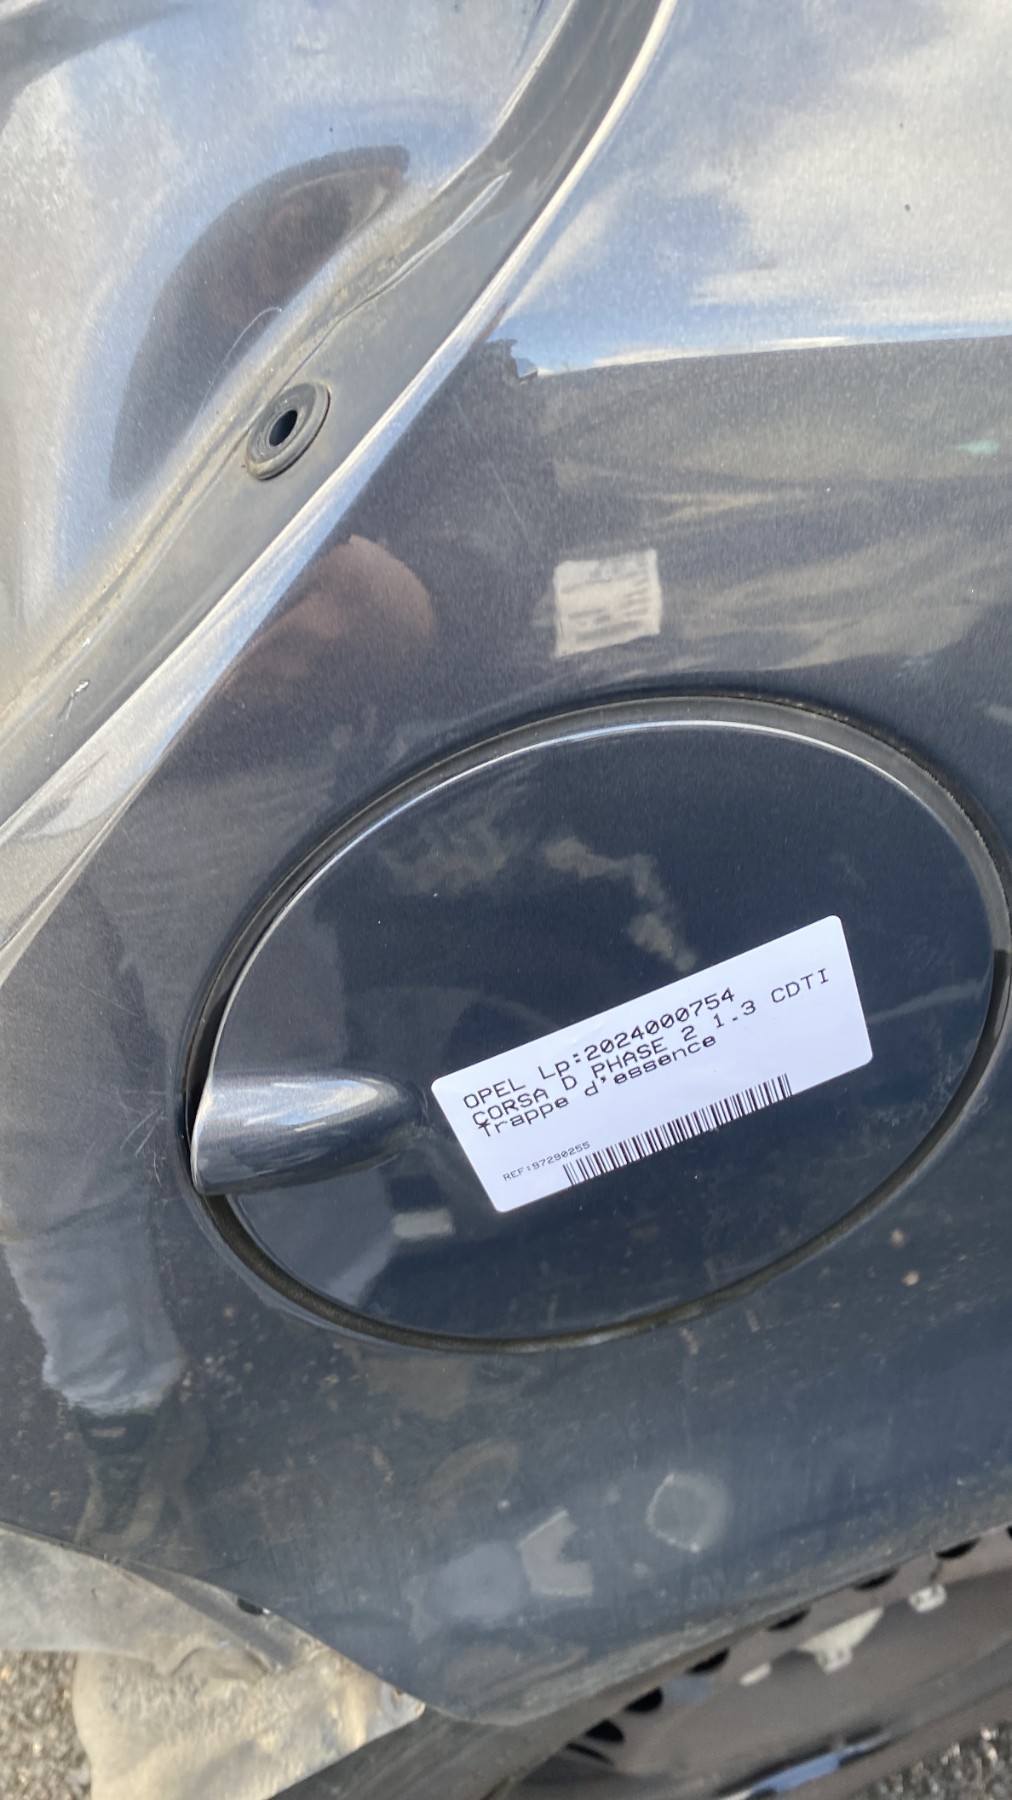 OPEL Lp:2024000754
CORSA D PHASE 2 1.3 CDTI
Trappe d'essence
REF:97290255